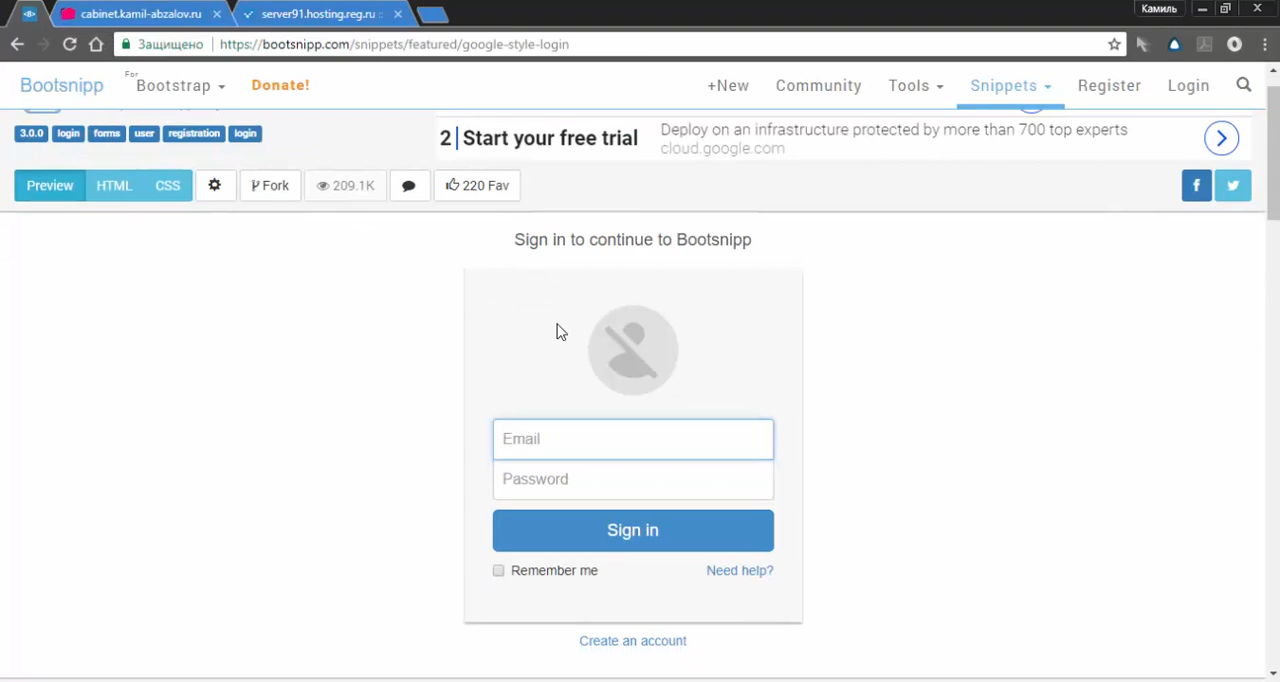 cabinet.kamil-abzalov.ru
server91.hosting.reg.ru ::
Камиль
Защищено
https://bootsnipp.com/snippets/featured/google-style-login
Bootsnipp
For
Bootstrap
Donate!
+New
Community
Tools
Snippets
Register
Login
3.0.0
login
forms
user
registration
login
2 Start your free trial
Deploy on an infrastructure protected by more than 700 top experts
cloud.google.com
Preview
HTML
CSS
Fork
209.1K
220 Fav
Sign in to continue to Bootsnipp
Email
Password
Sign in
Remember me
Need help?
Create an account